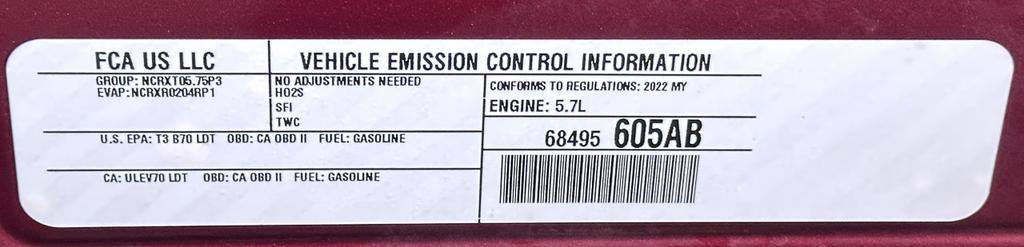 FCA US LLC
GROUP: NCRXT05.75P3
EVAP: NCRXR0204RP1
VEHICLE EMISSION CONTROL INFORMATION
NO ADJUSTMENTS NEEDED
HO2S
SFI
TWC
CONFORMS TO REGULATIONS: 2022 MY
ENGINE: 5.7L
68495 605AB
U.S. EPA: T3 B70 LDT OBD: CA OBD II FUEL: GASOLINE
CA: ULEV70 LDT OBD: CA OBD II FUEL: GASOLINE